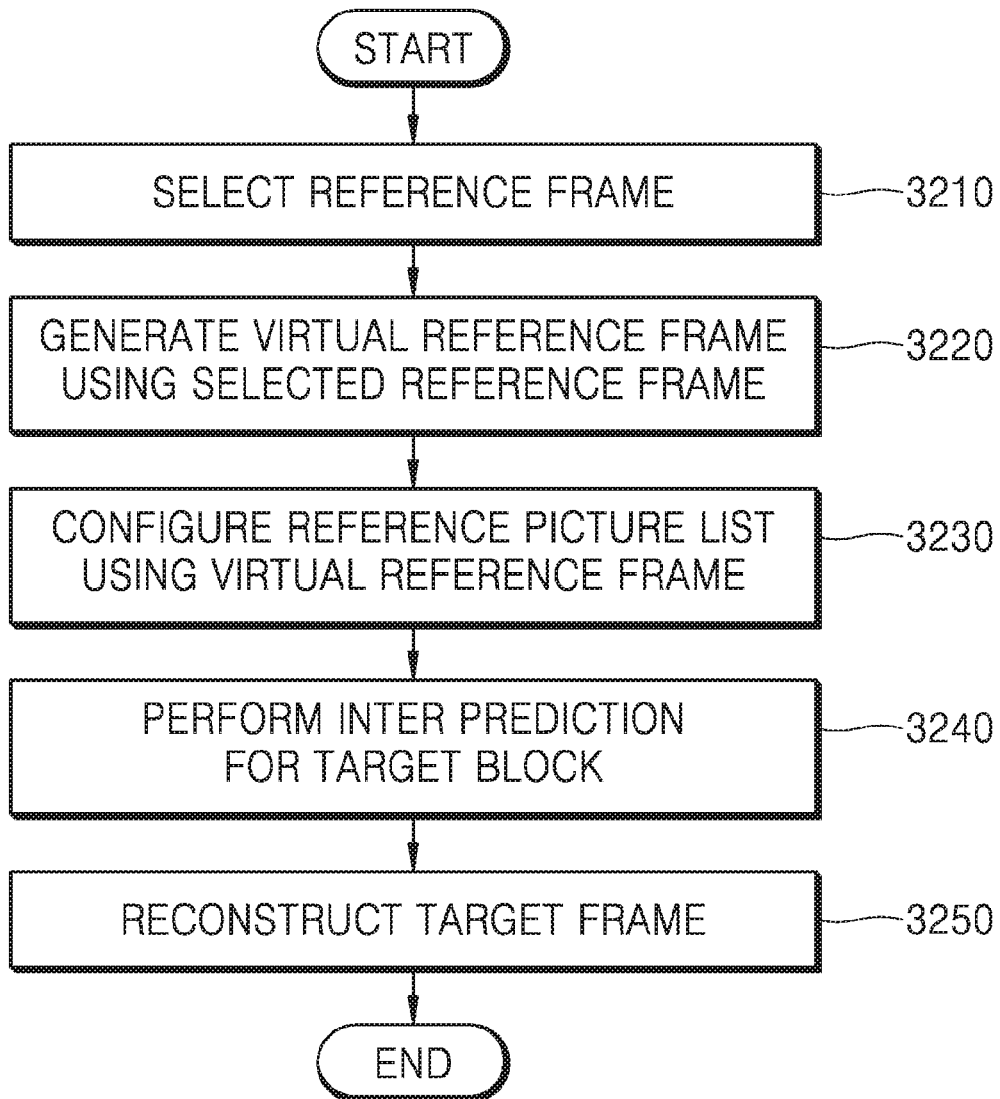 START
SELECT REFERENCE FRAME
3210
GENERATE VIRTUAL REFERENCE FRAME
USING SELECTED REFERENCE FRAME
3220
CONFIGURE REFERENCE PICTURE LIST
USING VIRTUAL REFERENCE FRAME
3230
PERFORM INTER PREDICTION
FOR TARGET BLOCK
3240
RECONSTRUCT TARGET FRAME
3250
END